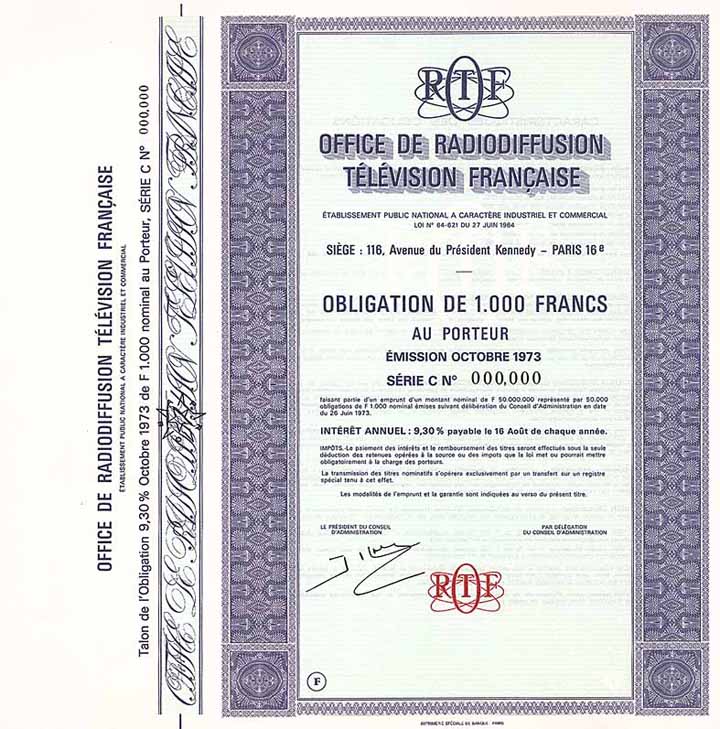 OFFICE DE RADIODIFFUSION TÉLÉVISION FRANÇAISE
ÉTABLISSEMENT PUBLIC NATIONAL A CARACTÈRE INDUSTRIEL ET COMMERCIAL
Talon de l'Obligation 9,30% Octobre 1973 de F 1.000 nominal au Porteur, SÉRIE C N° 000,000
RTF
OFFICE DE RADIODIFFUSION
TÉLÉVISION FRANÇAISE
ÉTABLISSEMENT PUBLIC NATIONAL A CARACTÈRE INDUSTRIEL ET COMMERCIAL
LOI N° 64-621 DU 27 JUIN 1964
SIÈGE : 116, Avenue du Président Kennedy – PARIS 16e
OBLIGATION DE 1.000 FRANCS
AU PORTEUR
ÉMISSION OCTOBRE 1973
SÉRIE C N° 000,000
faisant partie d'un emprunt d'un montant nominal de F 50.000.000 représenté par 50.000
obligations de F 1.000 nominal émises suivant délibération du Conseil d'Administration en date
du 26 Juin 1973.
INTÉRÊT ANNUEL : 9,30% payable le 16 Août de chaque année.
IMPÔTS.-Le paiement des intérêts et le remboursement des titres seront effectués sous la seule
déduction des retenues opérées à la source ou des impots que la loi met ou pourrait mettre
obligatoirement à la charge des porteurs.
La transmission des titres nominatifs s'opérera exclusivement par un transfert sur un registre
spécial tenu à cet effet.
Les modalités de l'emprunt et la garantie sont indiquées au verso du présent titre.
LE PRÉSIDENT DU CONSEIL
D'ADMINISTRATION
PAR DÉLÉGATION
DU CONSEIL D'ADMINISTRATION
RTF
F
IMPRIMERIE SPÉCIALE DE BANQUE PARIS